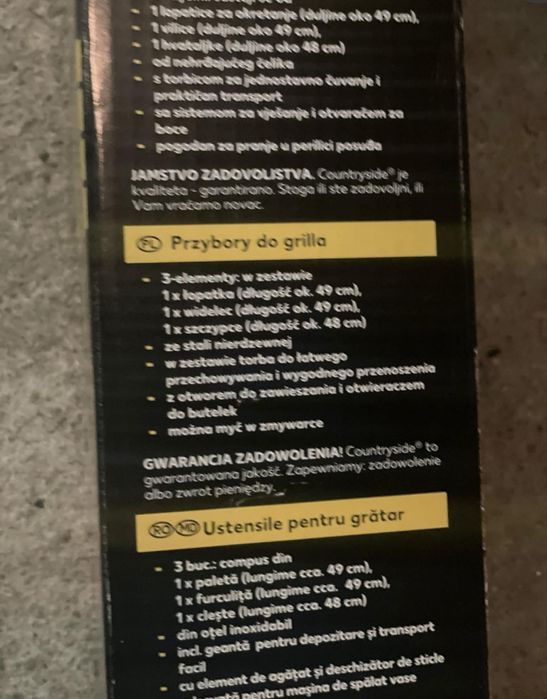 - 1 lopatice za okretanje (duljine oko 49 cm),
1 vilice (duljine oko 49 cm),
1 hvataljke (duljine oko 48 cm)
- od nehrđajućeg čelika
- s torbicom za jednostavno čuvanje i
praktičan transport
- sa sistemom za vješanje i otvaračem za
boce
- pogodan za pranje u perilici posuđa
JAMSTVO ZADOVOLJSTVA. Countryside® je
kvaliteta - garantirano. Stoga ili ste zadovoljni, ili
Vam vraćamo novac.
PL Przybory do grilla
- 3-elementy: w zestawie
1 x łopatka (długość ok. 49 cm),
1 x widelec (długość ok. 49 cm),
1 x szczypce (długość ok. 48 cm)
- ze stali nierdzewnej
- w zestawie torba do łatwego
przechowywania i wygodnego przenoszenia
- z otworem do zawieszania i otwieraczem
do butelek
- można myć w zmywarce
GWARANCJA ZADOWOLENIA! Countryside® to
gwarantowana jakość. Zapewniamy: zadowolenie
albo zwrot pieniędzy.
RO MD Ustensile pentru grătar
- 3 buc.: compus din
1 x paletă (lungime cca. 49 cm),
1 x furculiță (lungime cca. 49 cm),
1 x clește (lungime cca. 48 cm)
- din oțel inoxidabil
- incl. geantă pentru depozitare și transport
facil
- cu element de agățat și deschizător de sticle
pentru mașina de spălat vase